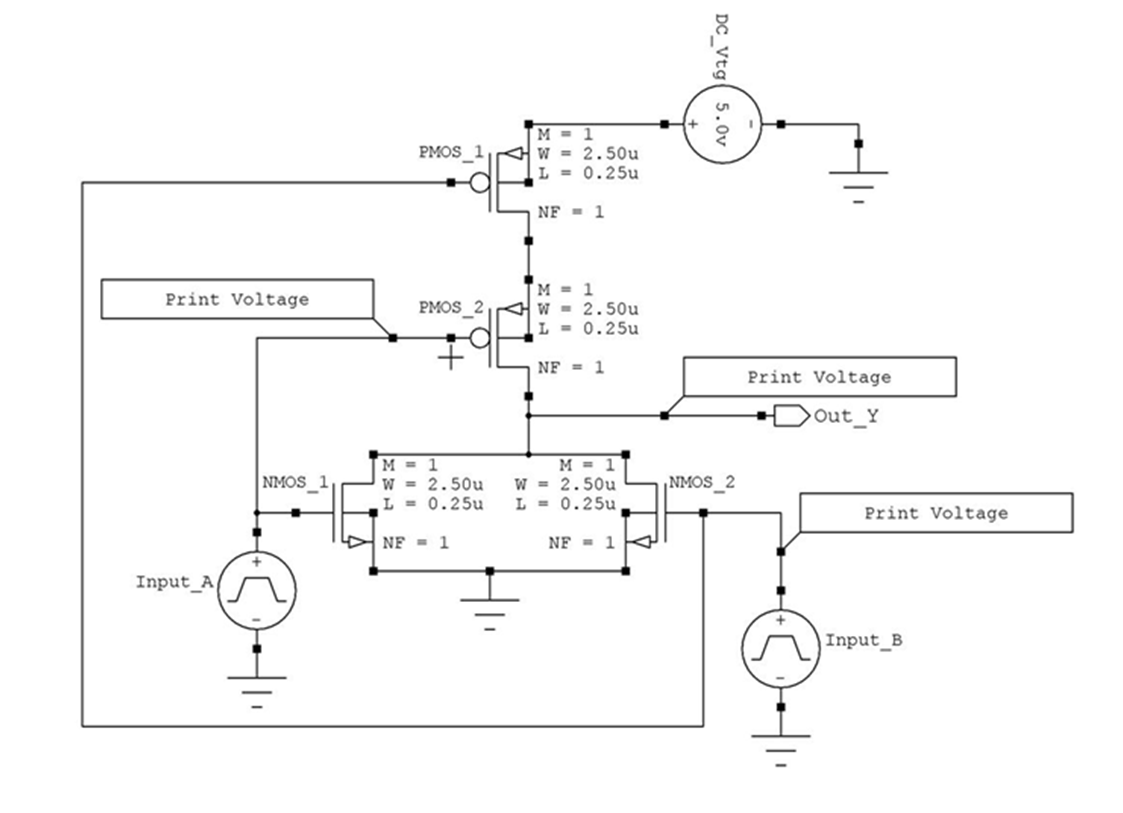 DC_Vtg
5.0v
+
-
PMOS_1
M = 1
W = 2.50u
L = 0.25u
NF = 1
Print Voltage
PMOS_2
M = 1
W = 2.50u
L = 0.25u
NF = 1
Print Voltage
Out_Y
NMOS_1
M = 1
W = 2.50u
L = 0.25u
NF = 1
M = 1
W = 2.50u
L = 0.25u
NF = 1
NMOS_2
Print Voltage
Input_A
+
-
Input_B
+
-